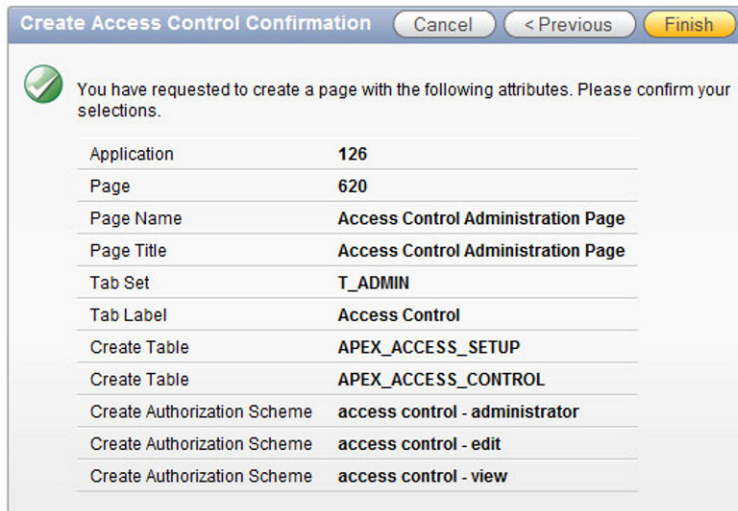 Create Access Control Confirmation Cancel < Previous Finish
You have requested to create a page with the following attributes. Please confirm your
selections.
Application 126
Page 620
Page Name Access Control Administration Page
Page Title Access Control Administration Page
Tab Set T_ADMIN
Tab Label Access Control
Create Table APEX_ACCESS_SETUP
Create Table APEX_ACCESS_CONTROL
Create Authorization Scheme access control - administrator
Create Authorization Scheme access control - edit
Create Authorization Scheme access control - view